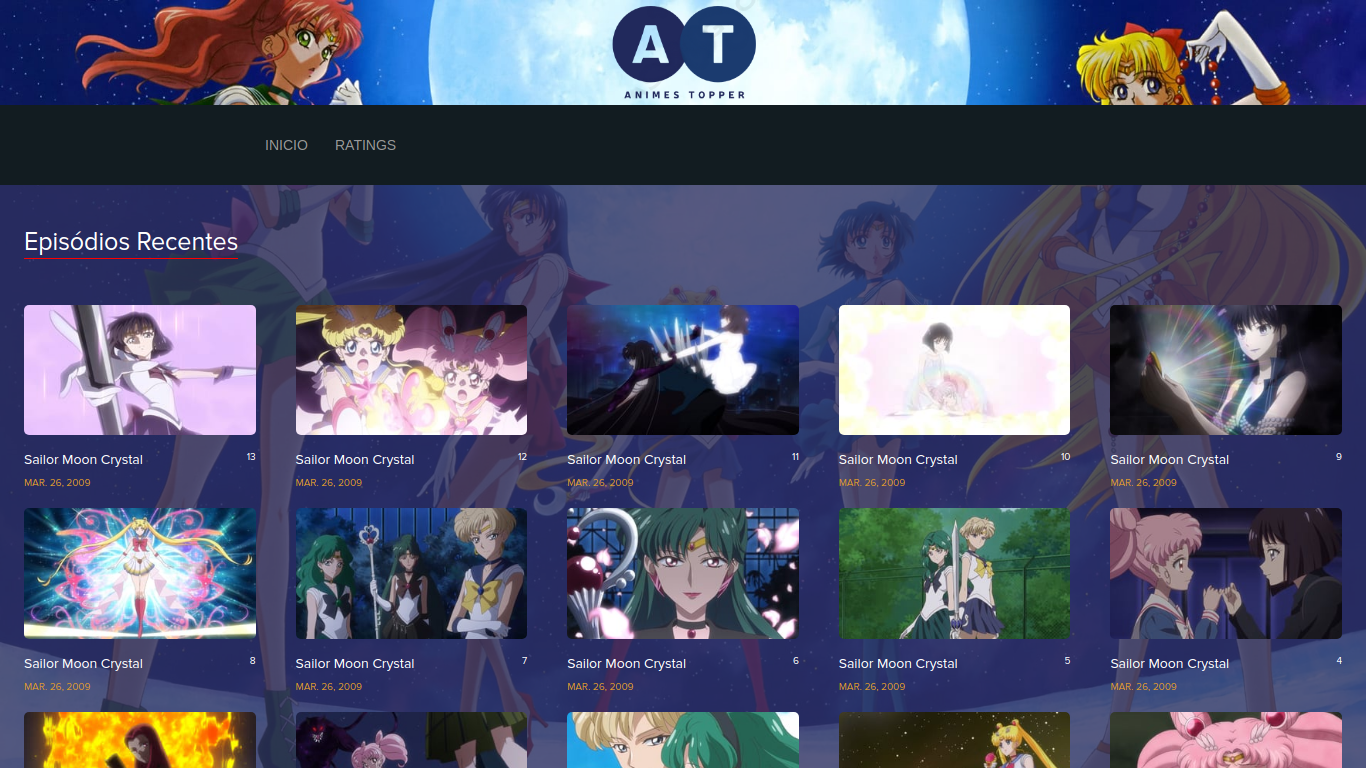 A T
ANIMES TOPPER
INICIO RATINGS
Episódios Recentes
Sailor Moon Crystal 13
MAR. 26, 2009
Sailor Moon Crystal 12
MAR. 26, 2009
Sailor Moon Crystal 11
MAR. 26, 2009
Sailor Moon Crystal 10
MAR. 26, 2009
Sailor Moon Crystal 9
MAR. 26, 2009
Sailor Moon Crystal 8
MAR. 26, 2009
Sailor Moon Crystal 7
MAR. 26, 2009
Sailor Moon Crystal 6
MAR. 26, 2009
Sailor Moon Crystal 5
MAR. 26, 2009
Sailor Moon Crystal 4
MAR. 26, 2009